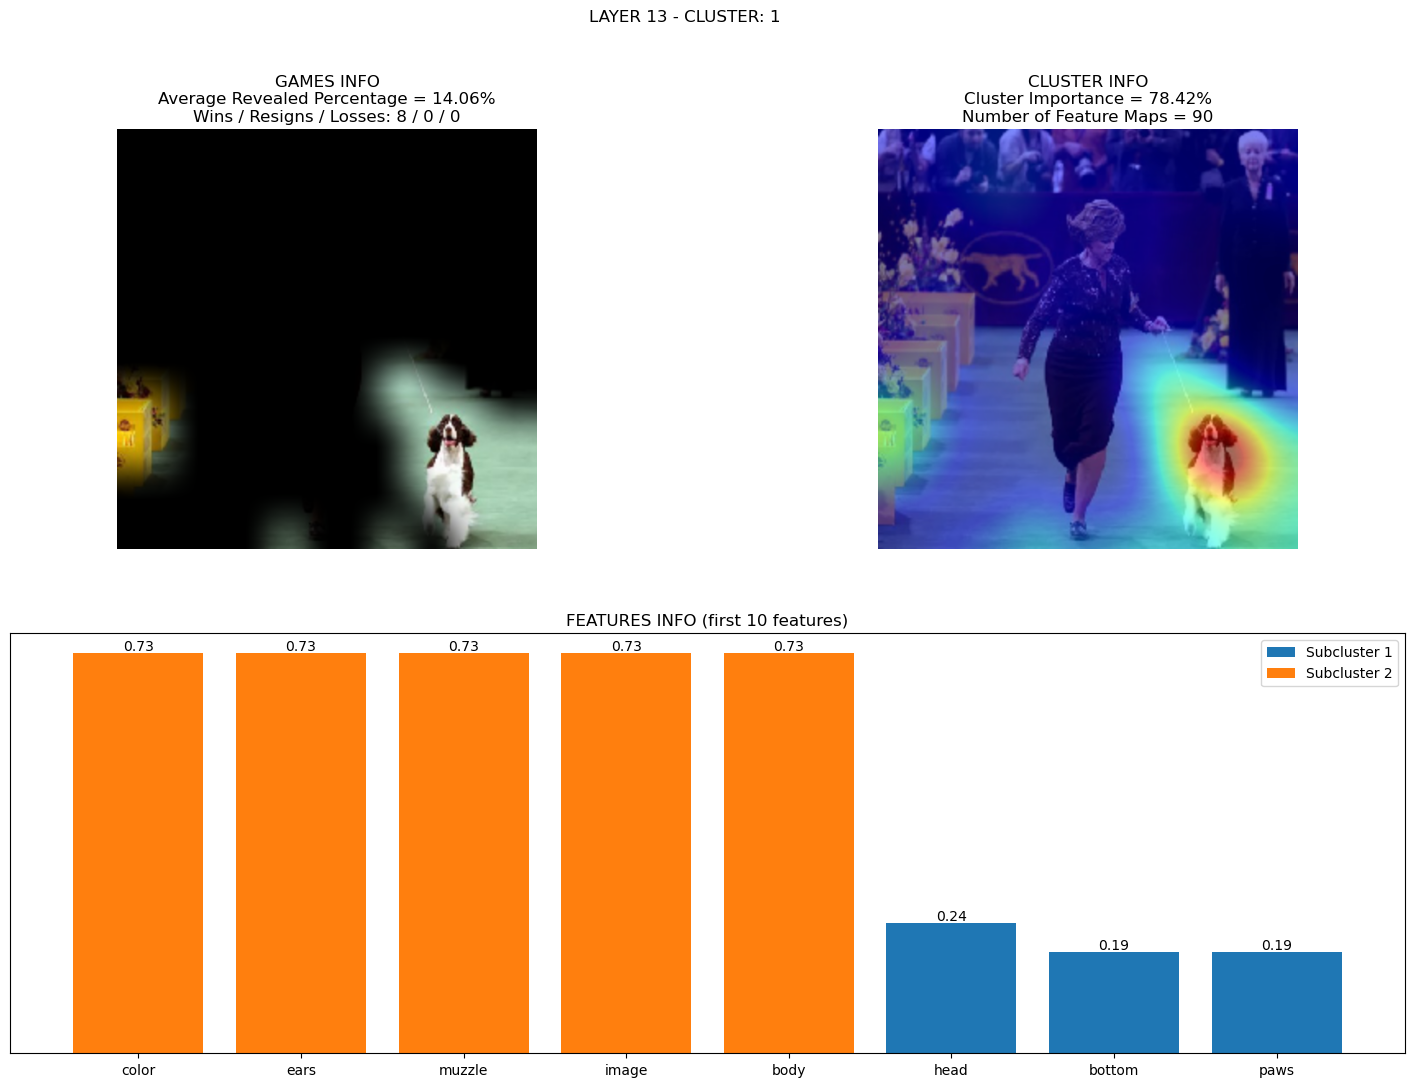 LAYER 13 - CLUSTER: 1
GAMES INFO
Average Revealed Percentage = 14.06%
Wins / Resigns / Losses: 8 / 0 / 0
CLUSTER INFO
Cluster Importance = 78.42%
Number of Feature Maps = 90
FEATURES INFO (first 10 features)
0.73
0.73
0.73
0.73
0.73
0.24
0.19
0.19
Subcluster 1
Subcluster 2
color
ears
muzzle
image
body
head
bottom
paws